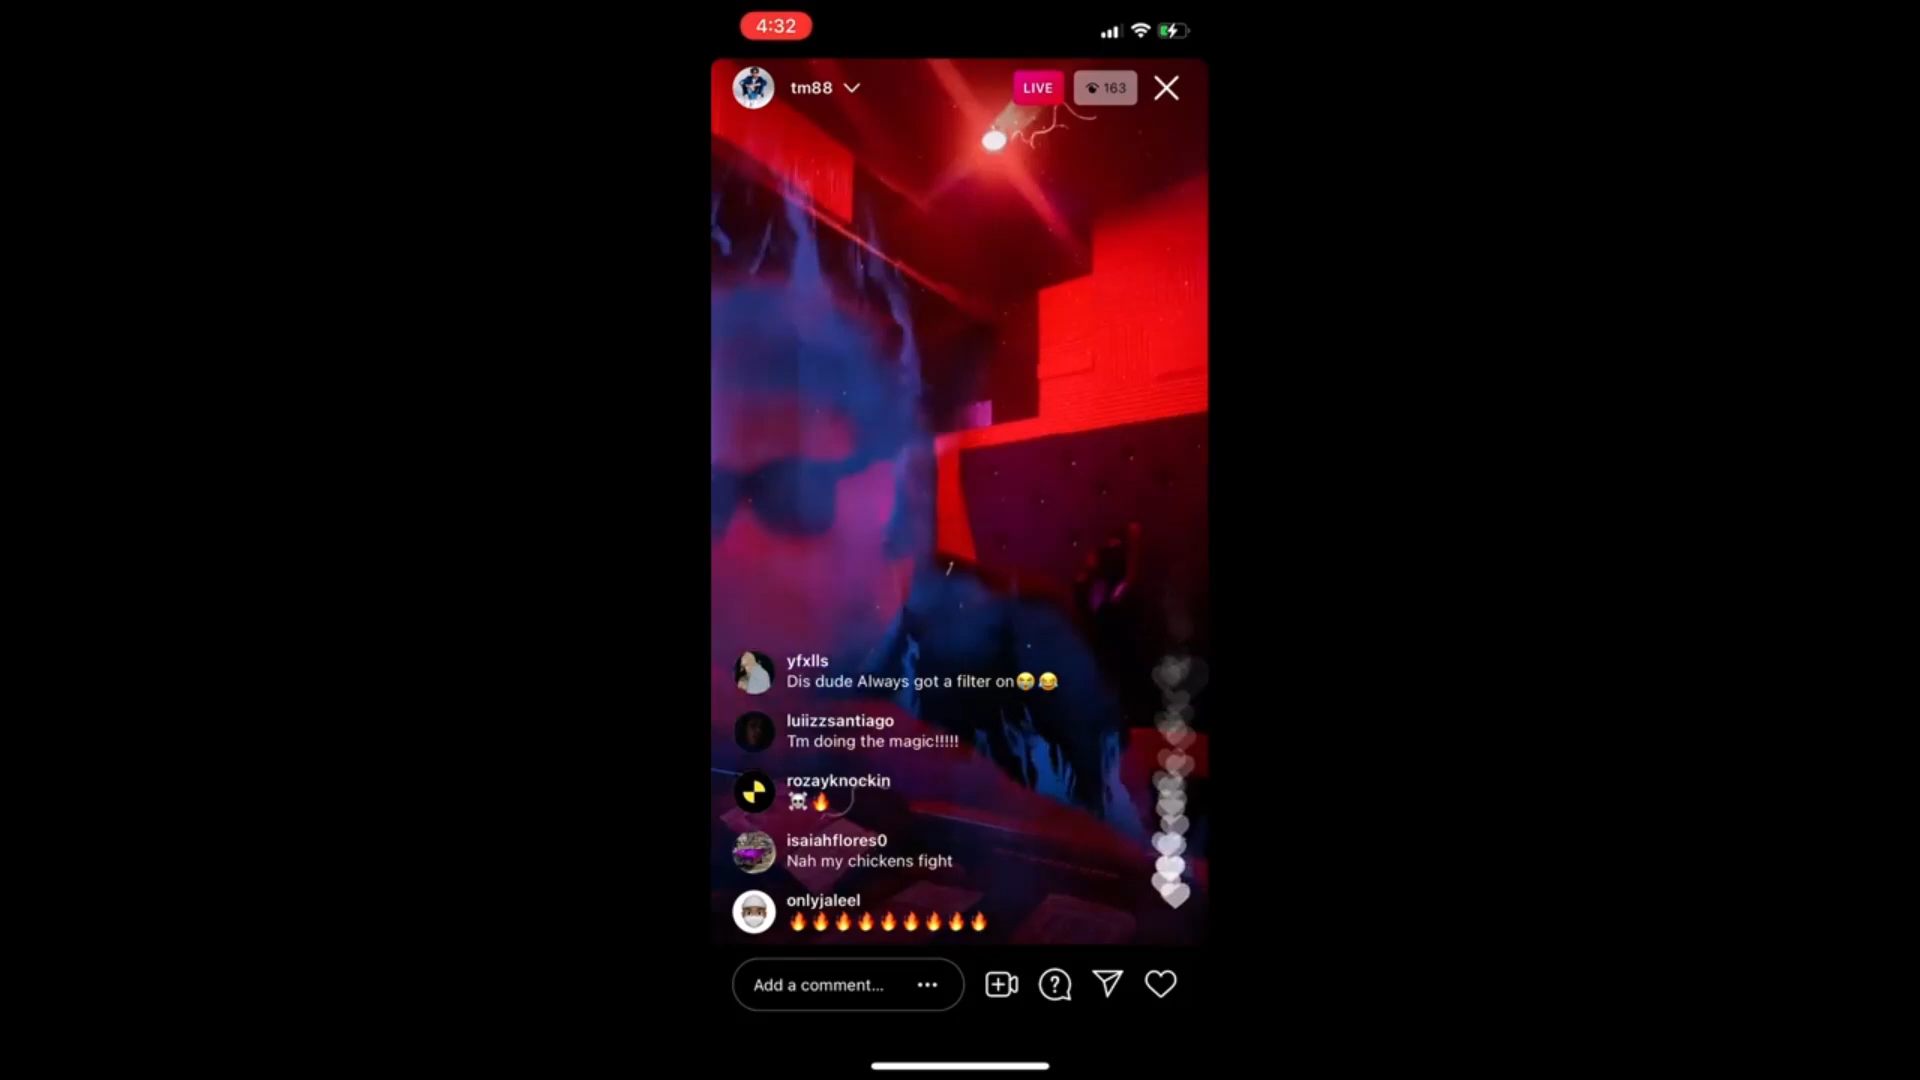 4:32
tm88
LIVE
163
yfxlls
Dis dude Always got a filter on😭😂
luiizzsantiago
Tm doing the magic!!!!!
rozayknockin
☠️🔥
isaiahflores0
Nah my chickens fight
onlyjaleel
🔥🔥🔥🔥🔥🔥🔥🔥🔥
Add a comment...